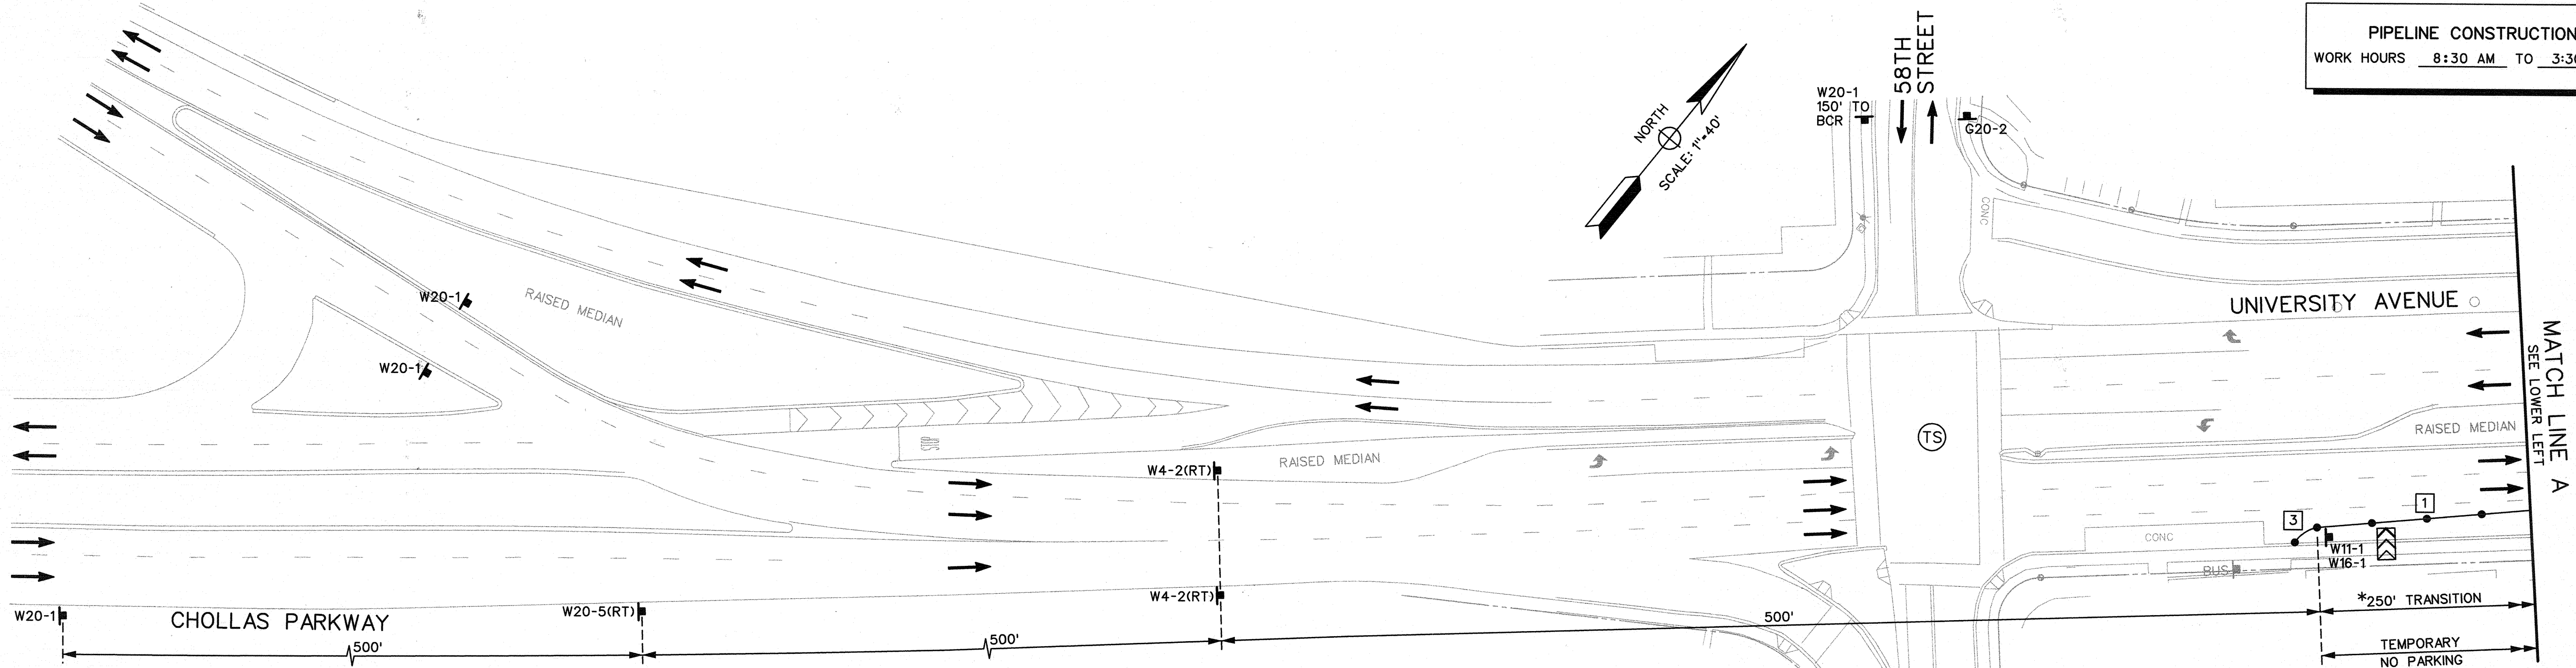 PIPELINE CONSTRUCTION
WORK HOURS 8:30 AM TO 3:30
58TH
STREET
W20-1
150' TO
BCR
G20-2
NORTH
SCALE: 1"=40'
CONC
W20-1
RAISED MEDIAN
W20-1
UNIVERSITY AVENUE
MATCH LINE A
SEE LOWER LEFT
TS
RAISED MEDIAN
W4-2(RT)
RAISED MEDIAN
3
1
CONC
W11-1
W16-1
BUS
W20-1
CHOLLAS PARKWAY
W20-5(RT)
W4-2(RT)
500'
500'
500'
*250' TRANSITION
TEMPORARY
NO PARKING